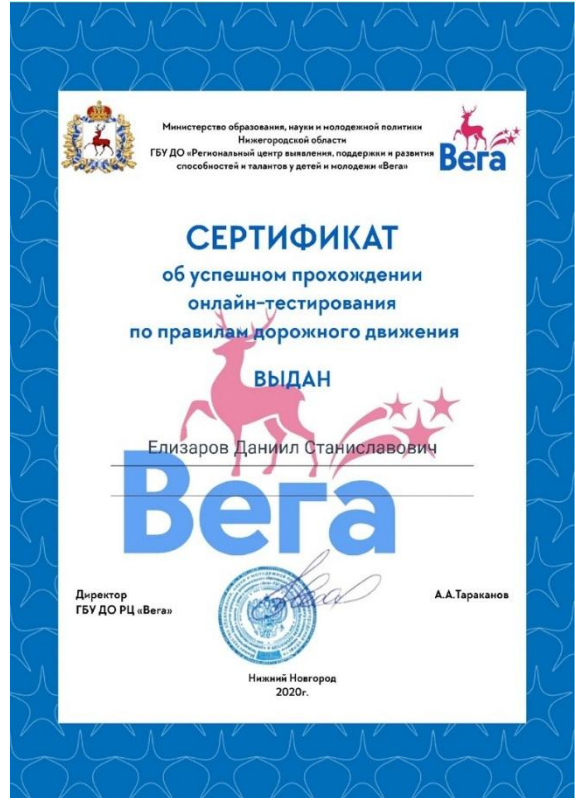 Министерство образования, науки и молодежной политики
Нижегородской области
ГБУ ДО «Региональный центр выявления, поддержки и развития
способностей и талантов у детей и молодежи «Вега»
Вега
СЕРТИФИКАТ
об успешном прохождении
онлайн-тестирования
по правилам дорожного движения
ВЫДАН
Елизаров Даниил Станиславович
Вега
Директор
ГБУ ДО РЦ «Вега»
А.А.Тараканов
Нижний Новгород
2020г.